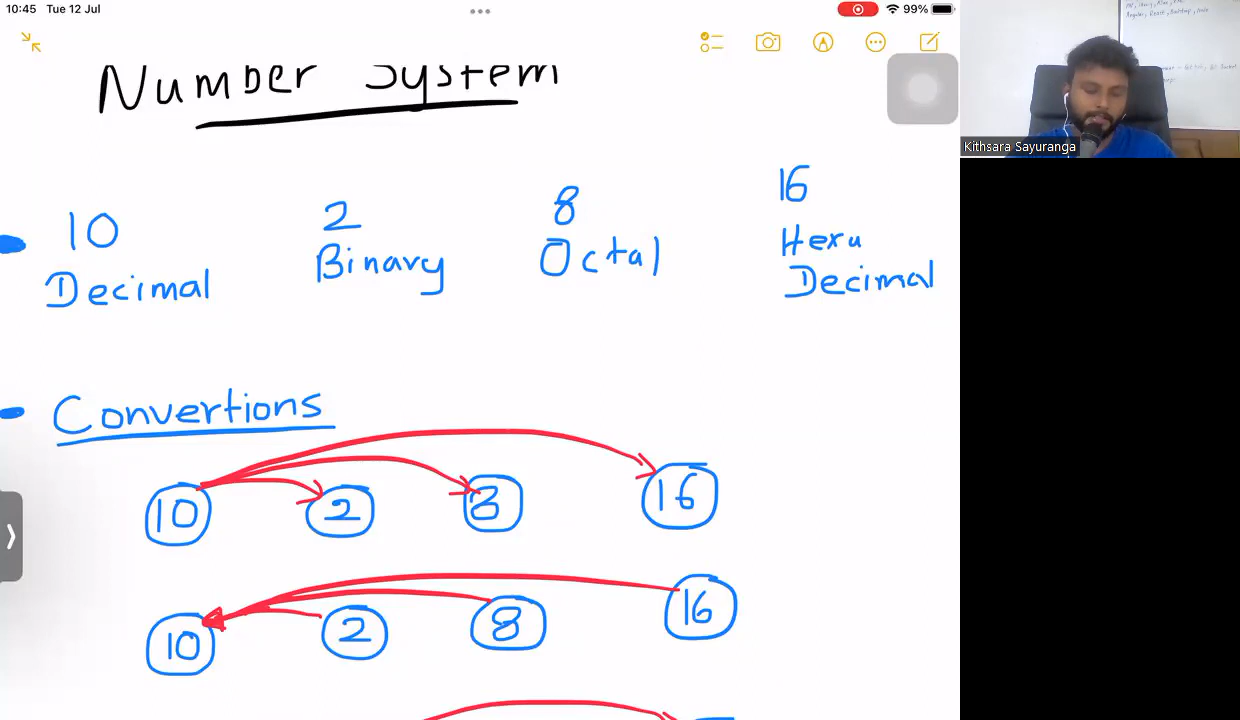 10:45 Tue 12 Jul
99%
Number System
10
Decimal
2
Binary
8
Octal
16
Hexa
Decimal
Convertions
10 2 8 16
10 2 8 16
Kithsara Sayuranga